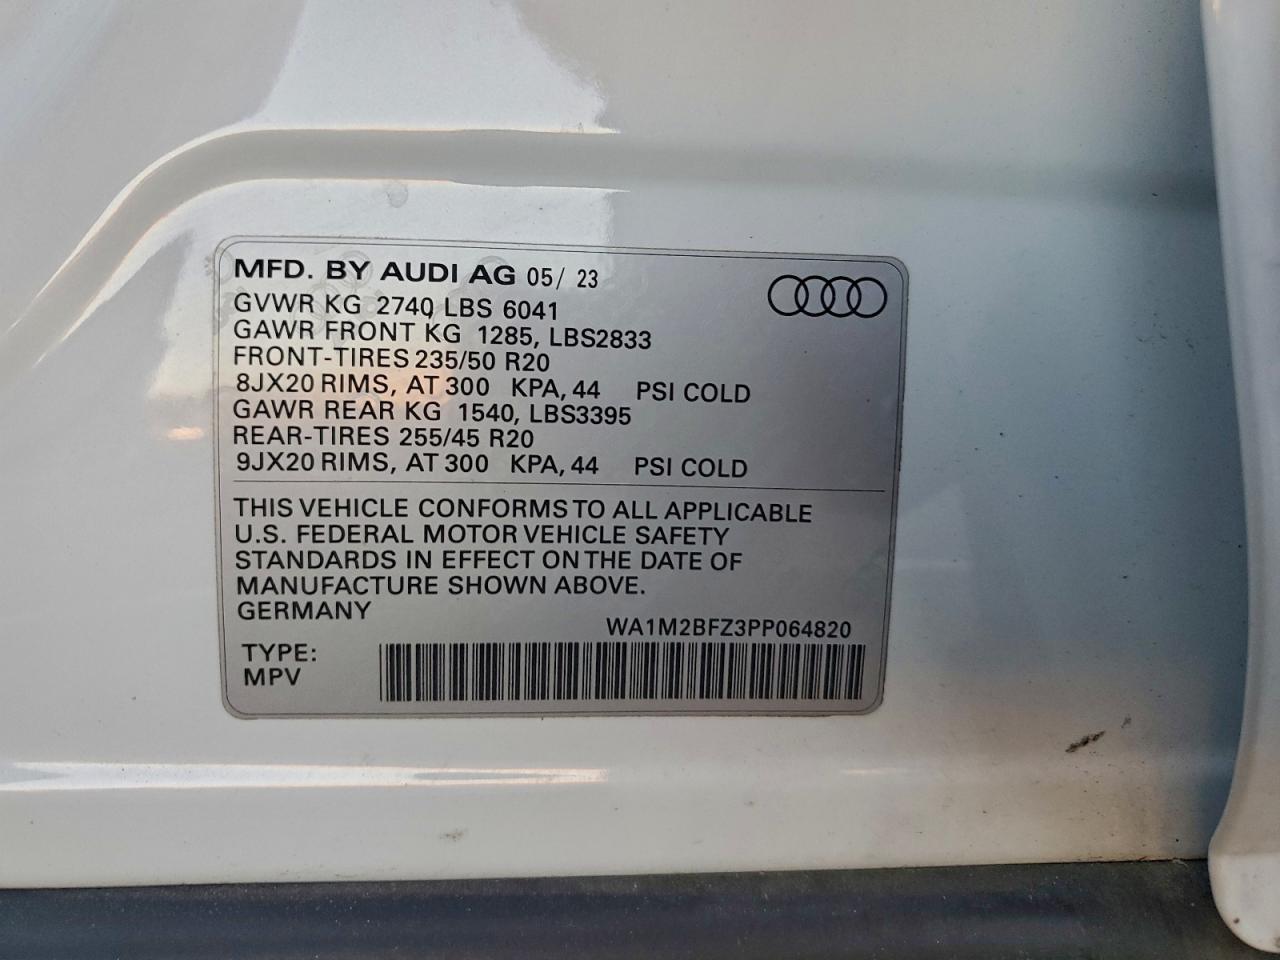 MFD. BY AUDI AG 05/ 23
GVWR KG 2740 LBS 6041
GAWR FRONT KG 1285, LBS2833
FRONT-TIRES 235/50 R20
8JX20 RIMS, AT 300 KPA, 44 PSI COLD
GAWR REAR KG 1540, LBS3395
REAR-TIRES 255/45 R20
9JX20 RIMS, AT 300 KPA, 44 PSI COLD
THIS VEHICLE CONFORMS TO ALL APPLICABLE
U.S. FEDERAL MOTOR VEHICLE SAFETY
STANDARDS IN EFFECT ON THE DATE OF
MANUFACTURE SHOWN ABOVE.
GERMANY
WA1M2BFZ3PP064820
TYPE:
MPV